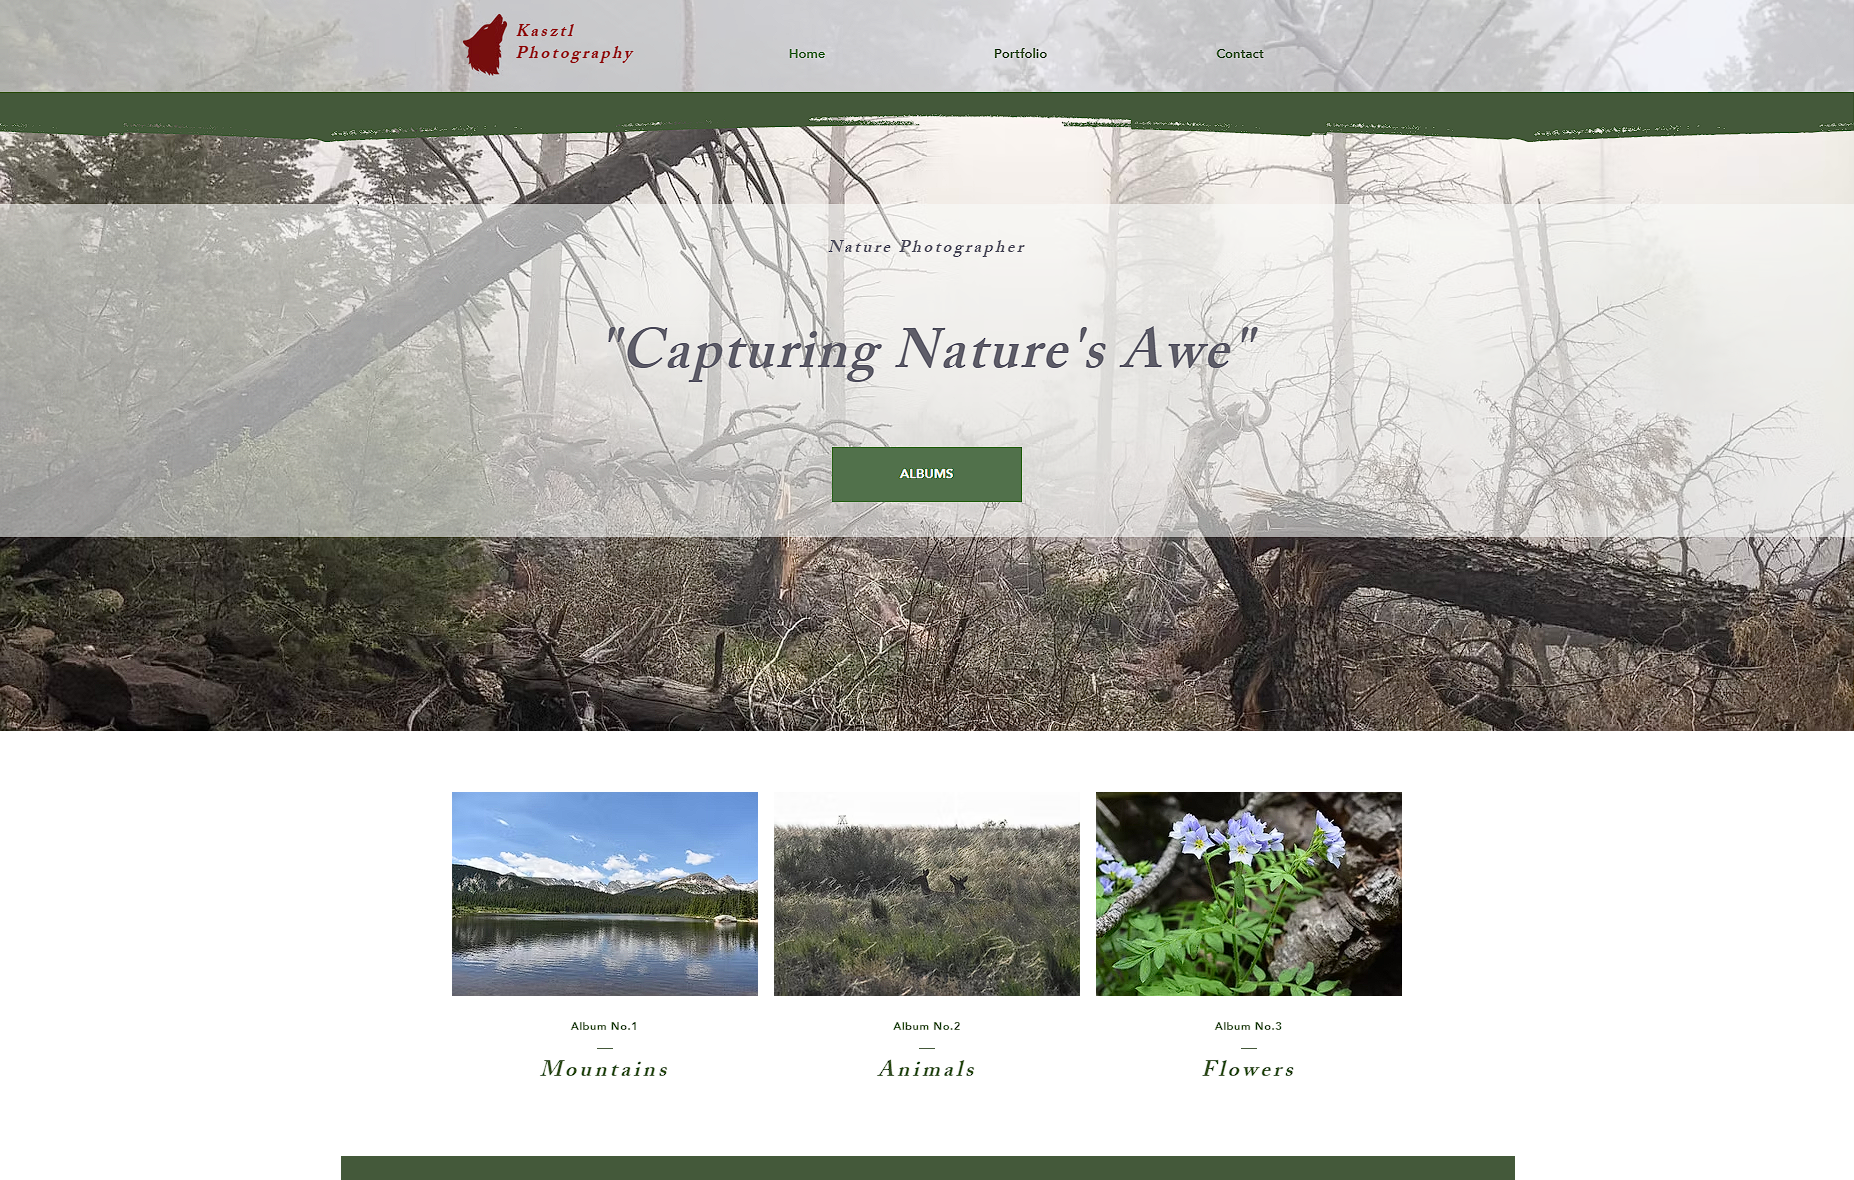 Kasztl
Photography
Home
Portfolio
Contact
Nature Photographer
"Capturing Nature's Awe"
ALBUMS
Album No.1
Mountains
Album No.2
Animals
Album No.3
Flowers